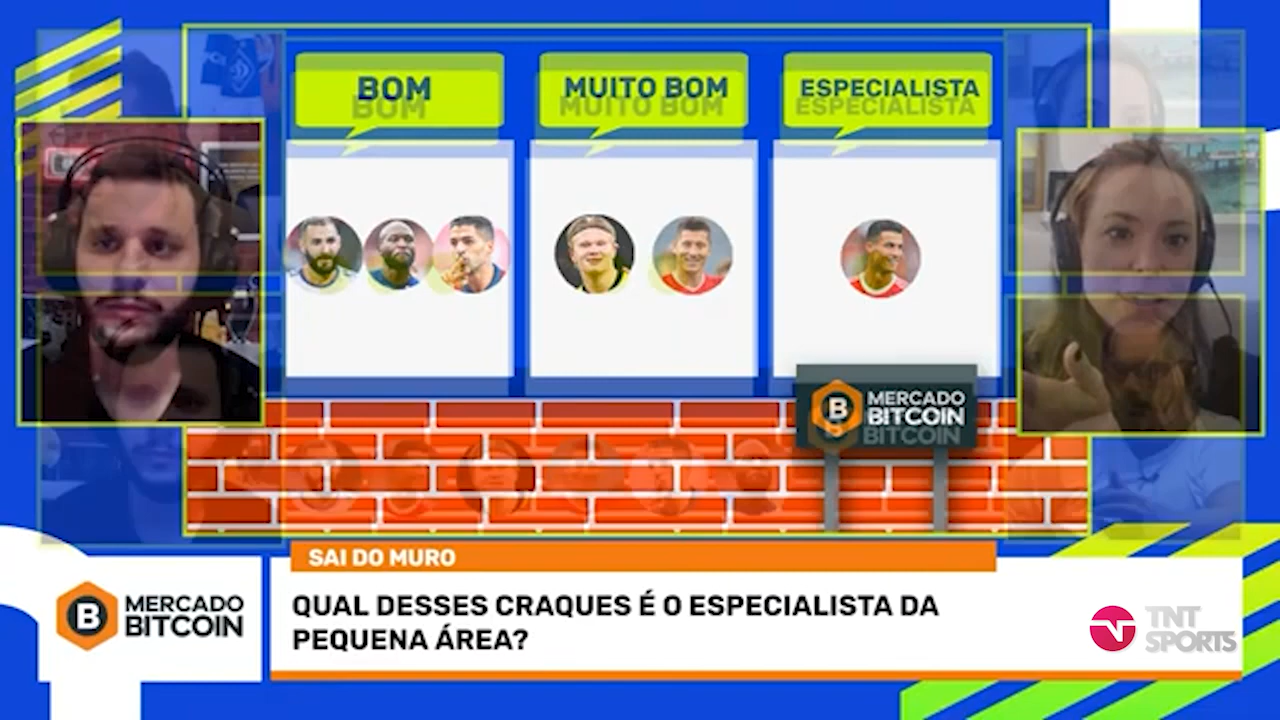 BOM
MUITO BOM
ESPECIALISTA
MERCADO
BITCOIN
SAI DO MURO
MERCADO
BITCOIN
QUAL DESSES CRAQUES É O ESPECIALISTA DA
PEQUENA ÁREA?
TNT
SPORTS